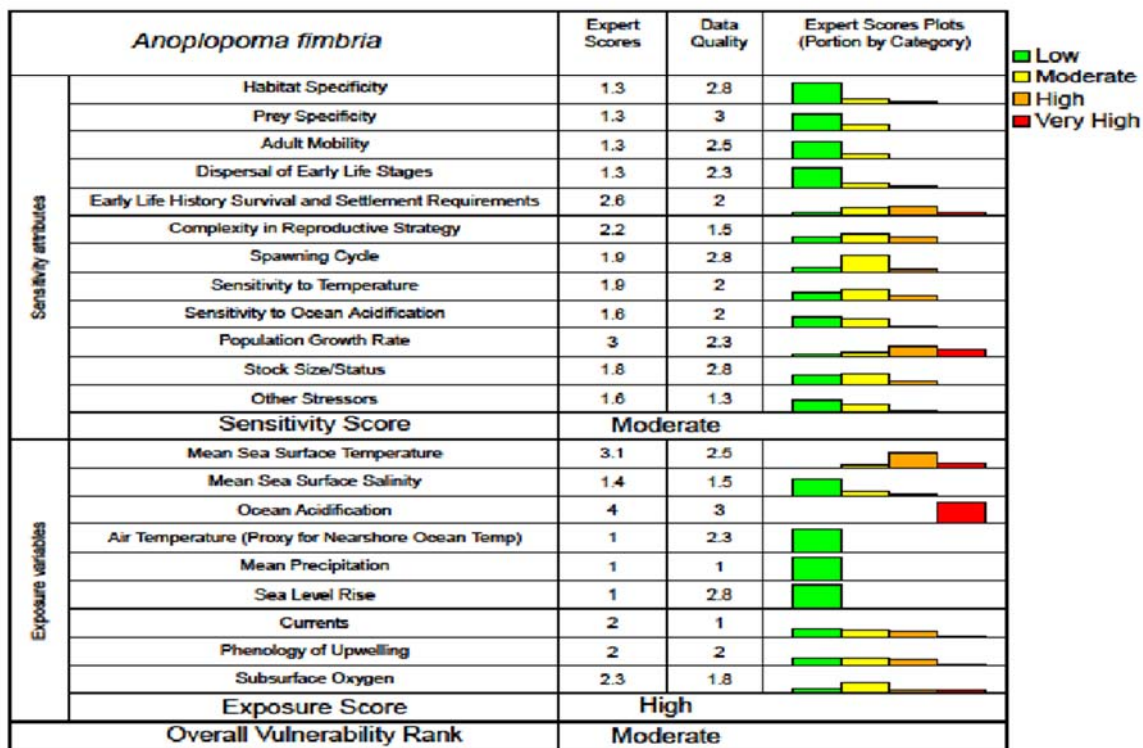 Anoplopoma fimbria Expert Scores Data Quality Expert Scores Plots (Portion by Category)
Low
Moderate
High
Very High
Sensitivity attributes
Habitat Specificity 1.3 2.8
Prey Specificity 1.3 3
Adult Mobility 1.3 2.5
Dispersal of Early Life Stages 1.3 2.3
Early Life History Survival and Settlement Requirements 2.6 2
Complexity in Reproductive Strategy 2.2 1.5
Spawning Cycle 1.9 2.8
Sensitivity to Temperature 1.9 2
Sensitivity to Ocean Acidification 1.6 2
Population Growth Rate 3 2.3
Stock Size/Status 1.8 2.8
Other Stressors 1.6 1.3
Sensitivity Score Moderate
Exposure variables
Mean Sea Surface Temperature 3.1 2.5
Mean Sea Surface Salinity 1.4 1.5
Ocean Acidification 4 3
Air Temperature (Proxy for Nearshore Ocean Temp) 1 2.3
Mean Precipitation 1 1
Sea Level Rise 1 2.8
Currents 2 1
Phenology of Upwelling 2 2
Subsurface Oxygen 2.3 1.8
Exposure Score High
Overall Vulnerability Rank Moderate